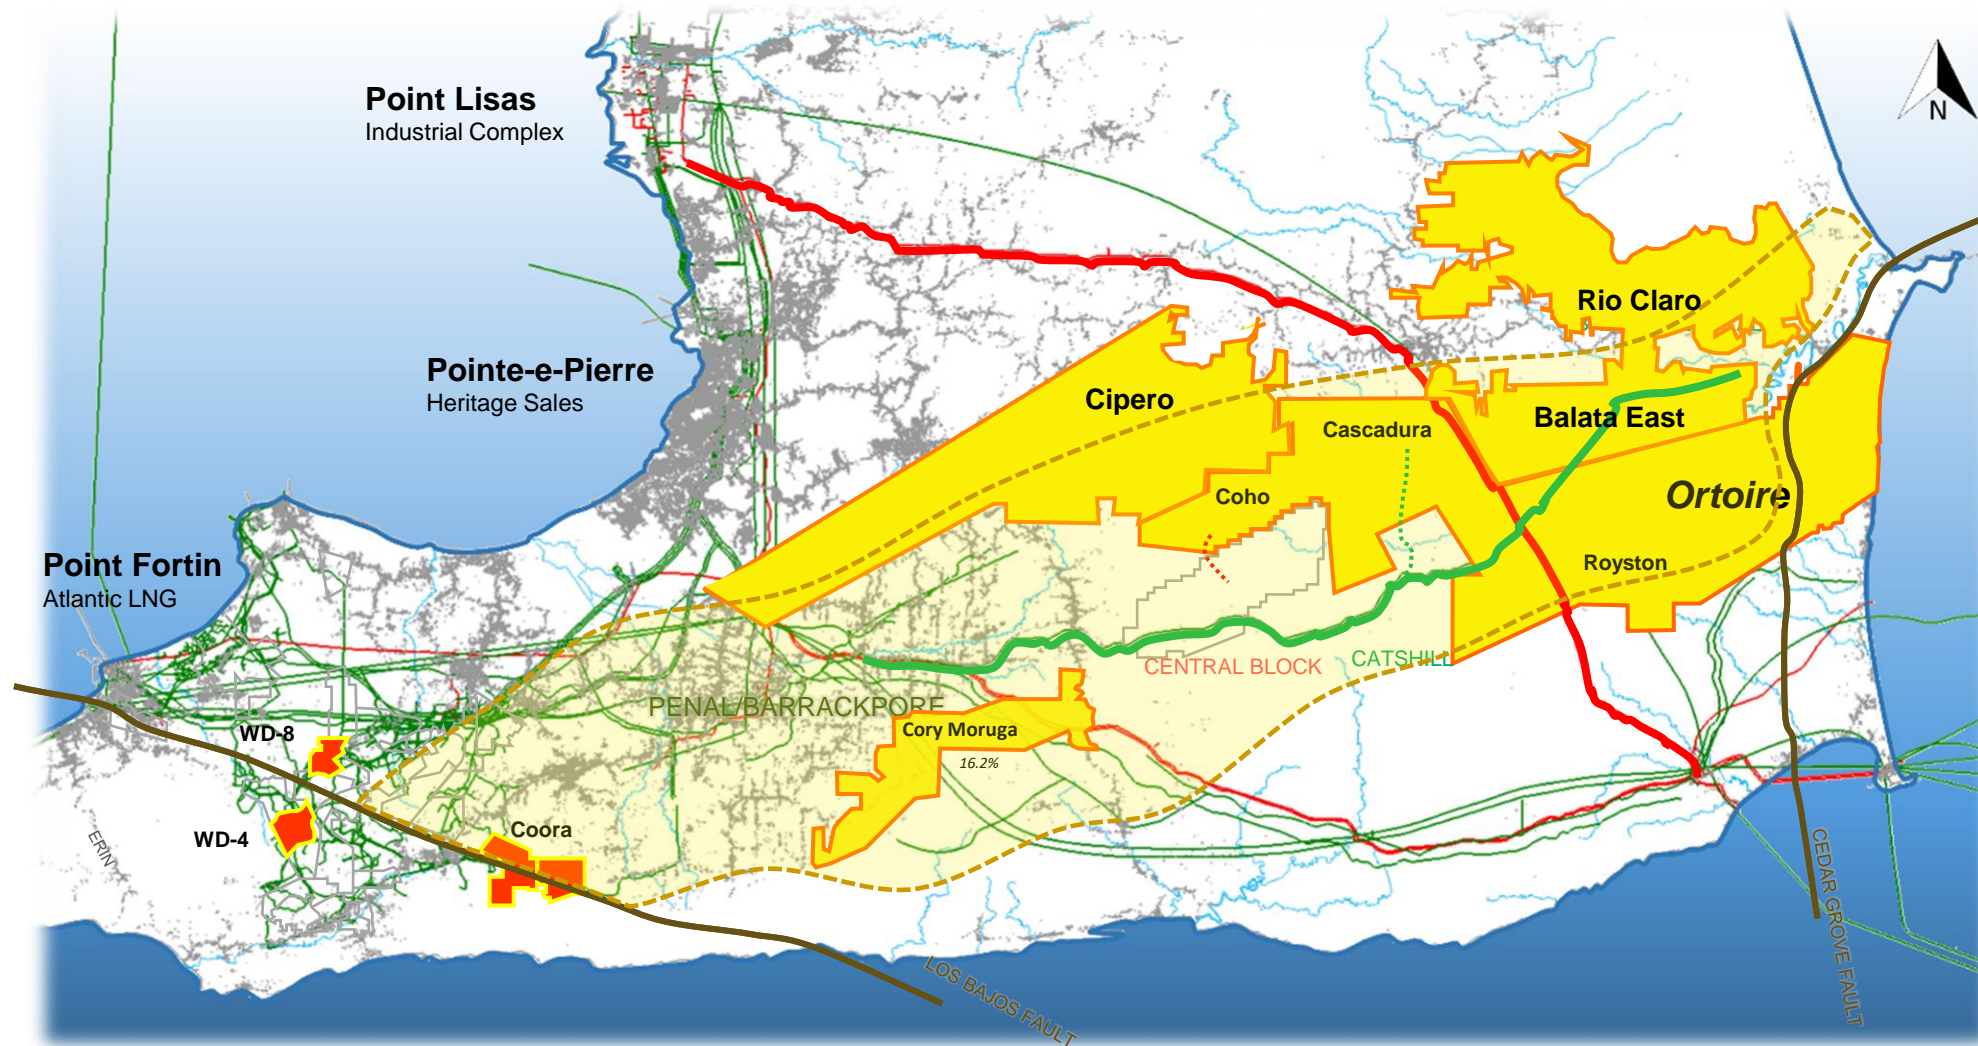 Point Lisas
Industrial Complex
N
Rio Claro
Pointe-e-Pierre
Heritage Sales
Cipero
Balata East
Cascadura
Coho
Ortoire
Royston
Point Fortin
Atlantic LNG
CENTRAL BLOCK
CATSHILL
PENAL/BARRACKPORE
Cory Moruga
16.2%
WD-8
WD-4
Coora
ERIN
CEDAR GROVE FAULT
LOS BAJOS FAULT